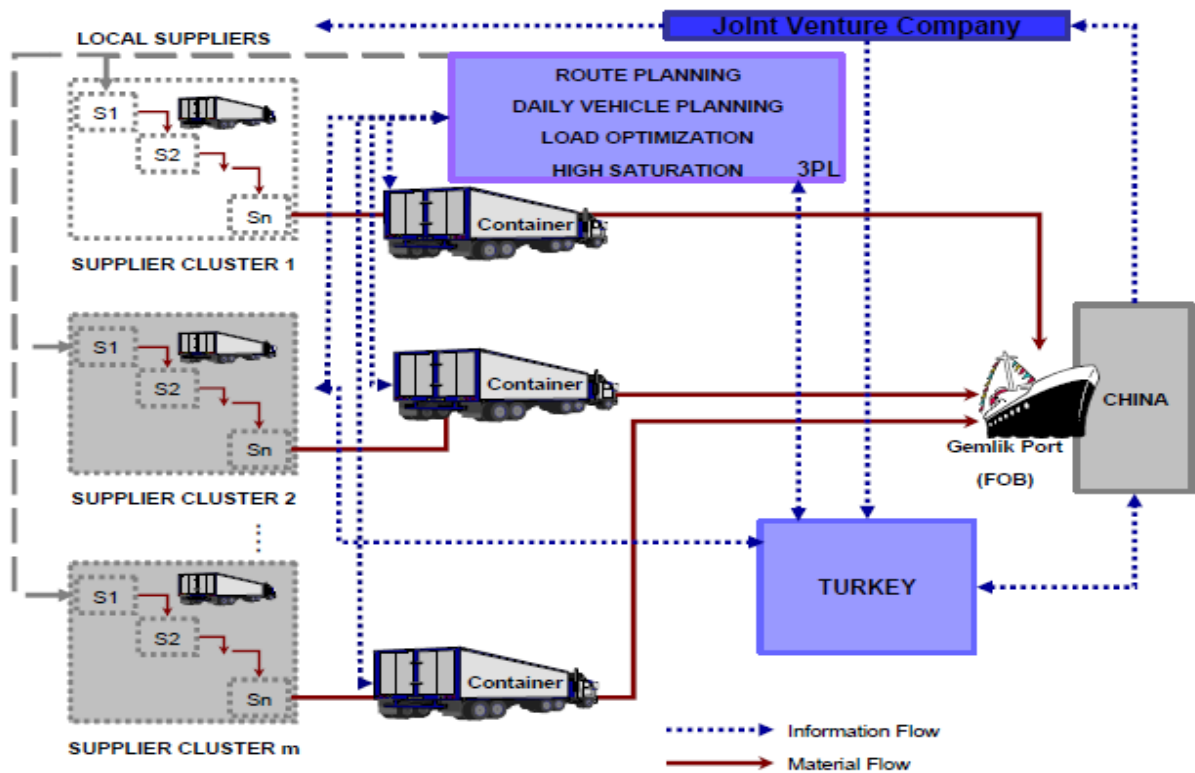 Joint Venture Company
LOCAL SUPPLIERS
ROUTE PLANNING
DAILY VEHICLE PLANNING
LOAD OPTIMIZATION
HIGH SATURATION
3PL
S1
S2
Sn
Container
SUPPLIER CLUSTER 1
S1
S2
Sn
Container
CHINA
Gemlik Port
(FOB)
SUPPLIER CLUSTER 2
S1
S2
Sn
Container
TURKEY
SUPPLIER CLUSTER m
Information Flow
Material Flow